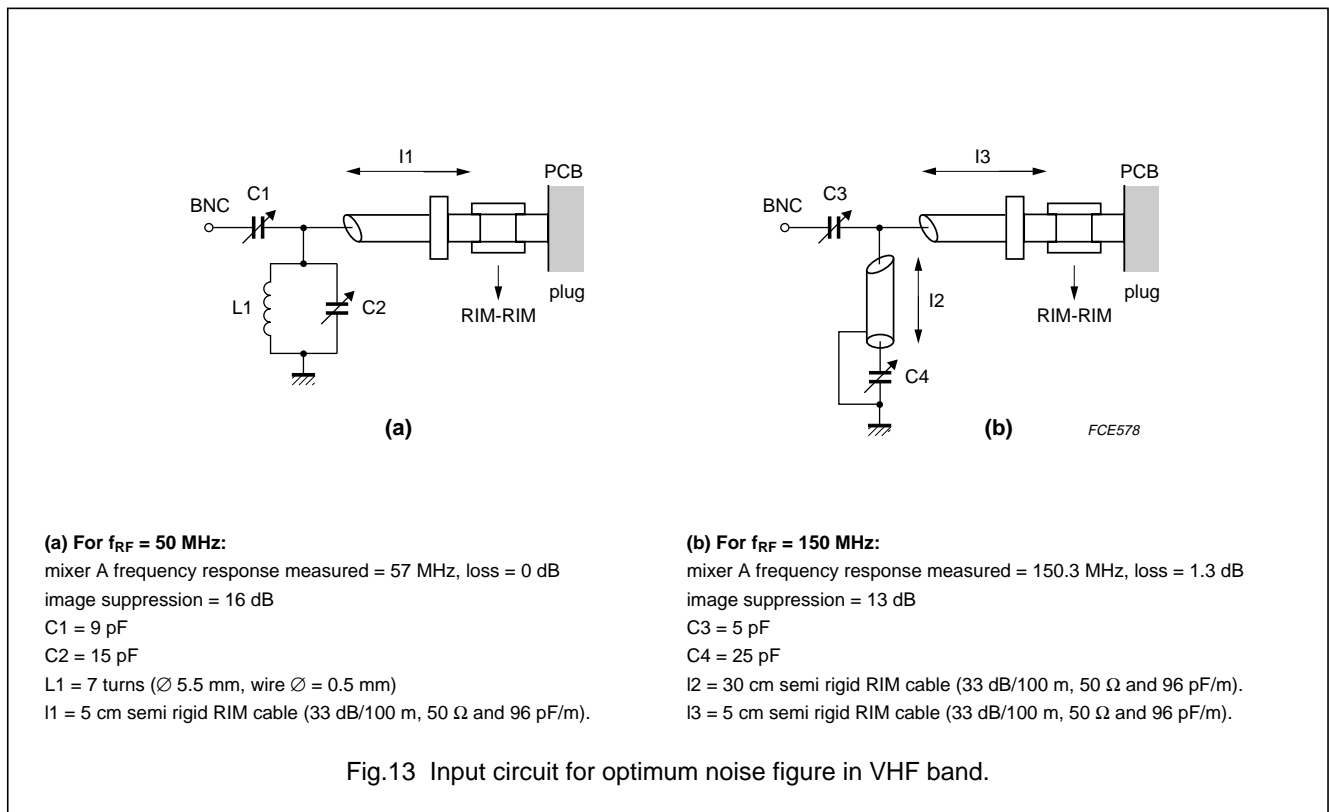 l1
PCB
C1
BNC
L1
C2
plug
RIM-RIM
(a)
l3
PCB
C3
BNC
l2
C4
plug
RIM-RIM
(b)
FCE578
(a) For fRF = 50 MHz:
mixer A frequency response measured = 57 MHz, loss = 0 dB
image suppression = 16 dB
C1 = 9 pF
C2 = 15 pF
L1 = 7 turns (∅ 5.5 mm, wire ∅ = 0.5 mm)
l1 = 5 cm semi rigid RIM cable (33 dB/100 m, 50 Ω and 96 pF/m).
(b) For fRF = 150 MHz:
mixer A frequency response measured = 150.3 MHz, loss = 1.3 dB
image suppression = 13 dB
C3 = 5 pF
C4 = 25 pF
l2 = 30 cm semi rigid RIM cable (33 dB/100 m, 50 Ω and 96 pF/m).
l3 = 5 cm semi rigid RIM cable (33 dB/100 m, 50 Ω and 96 pF/m).
Fig.13 Input circuit for optimum noise figure in VHF band.